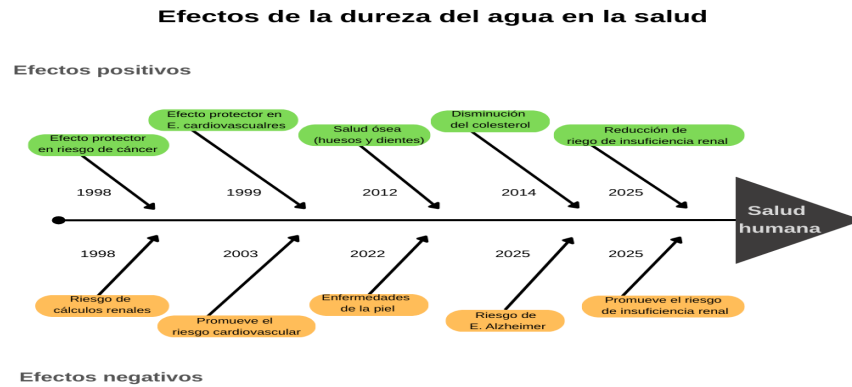 Efectos de la dureza del agua en la salud
Efectos positivos
Efecto protector
en riesgo de cáncer
Efecto protector en
E. cardiovascualres
Salud ósea
(huesos y dientes)
Disminución
del colesterol
Reducción de
riego de insuficiencia renal
1998
1999
2012
2014
2025
Salud
humana
1998
2003
2022
2025
2025
Riesgo de
cálculos renales
Promueve el
riesgo cardiovascular
Enfermedades
de la piel
Riesgo de
E. Alzheimer
Promueve el riesgo
de insuficiencia renal
Efectos negativos